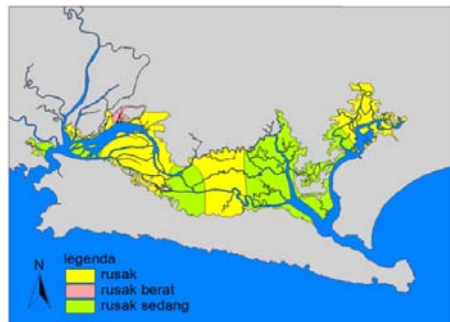 N
legenda
rusak
rusak berat
rusak sedang